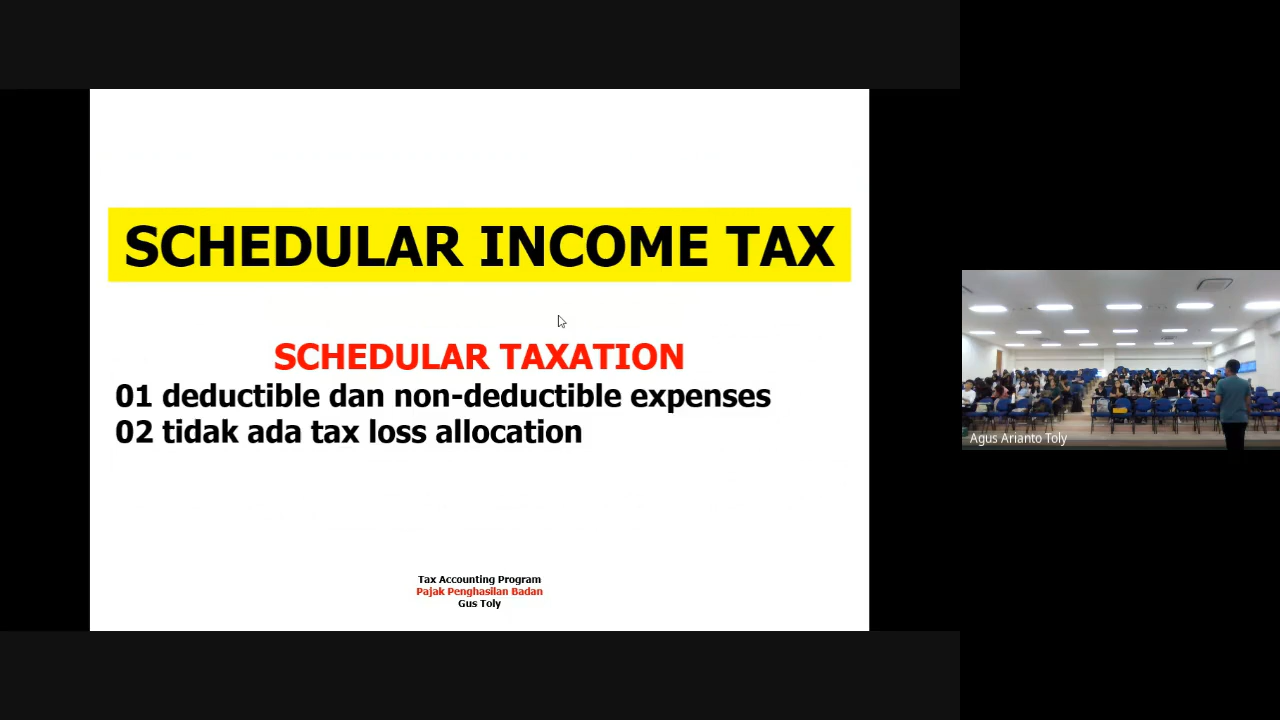 SCHEDULAR INCOME TAX
SCHEDULAR TAXATION
01 deductible dan non-deductible expenses
02 tidak ada tax loss allocation
Tax Accounting Program
Pajak Penghasilan Badan
Gus Toly
Agus Arianto Toly